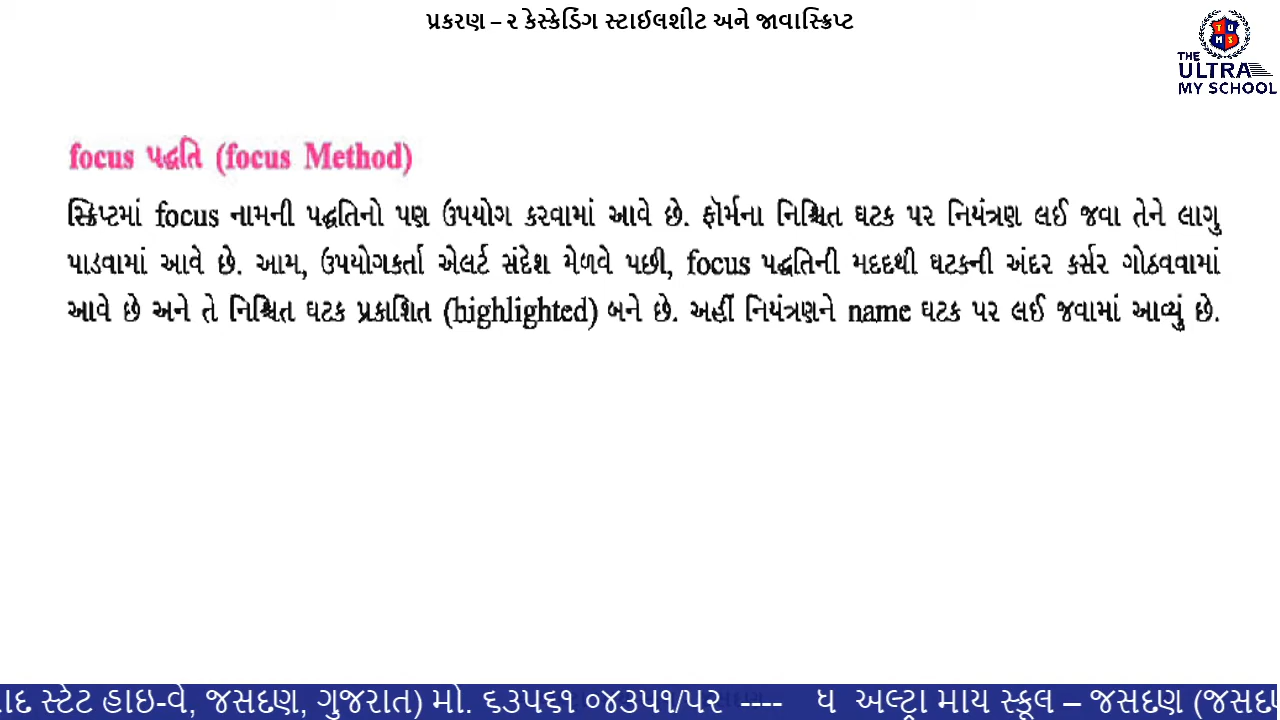 પ્રકરણ – ૨ કેસ્કેડિંગ સ્ટાઈલશીટ અને જાવાસ્ક્રિપ્ટ
T U
M S
THE
ULTRA
MY SCHOOL
focus પદ્ધતિ (focus Method)
સ્ક્રિપ્ટમાં focus નામની પદ્ધતિનો પણ ઉપયોગ કરવામાં આવે છે. ફૉર્મના નિશ્ચિત ઘટક પર નિયંત્રણ લઈ જવા તેને લાગુ
પાડવામાં આવે છે. આમ, ઉપયોગકર્તા એલર્ટ સંદેશ મેળવે પછી, focus પદ્ધતિની મદદથી ઘટકની અંદર કર્સર ગોઠવવામાં
આવે છે અને તે નિશ્ચિત ઘટક પ્રકાશિત (highlighted) બને છે. અહીં નિયંત્રણને name ઘટક પર લઈ જવામાં આવ્યું છે.
ાદ સ્ટેટ હાઇ-વે, જસદણ, ગુજરાત) મો. ૬૩૫૬૧ ૦૪૩૫૧/૫૨ ---- ધ અલ્ટ્રા માય સ્કૂલ – જસદણ (જસદણ